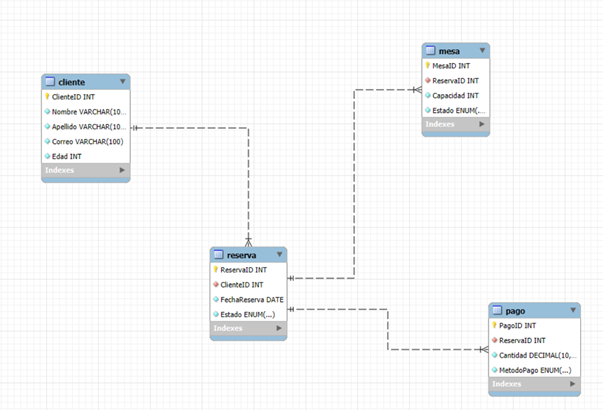 cliente
ClienteID INT
Nombre VARCHAR(10...
Apellido VARCHAR(10...
Correo VARCHAR(100)
Edad INT
Indexes
mesa
MesaID INT
ReservaID INT
Capacidad INT
Estado ENUM(...
Indexes
reserva
ReservaID INT
ClienteID INT
FechaReserva DATE
Estado ENUM(...)
Indexes
pago
PagoID INT
ReservaID INT
Cantidad DECIMAL(10,...
MetodoPago ENUM(...)
Indexes